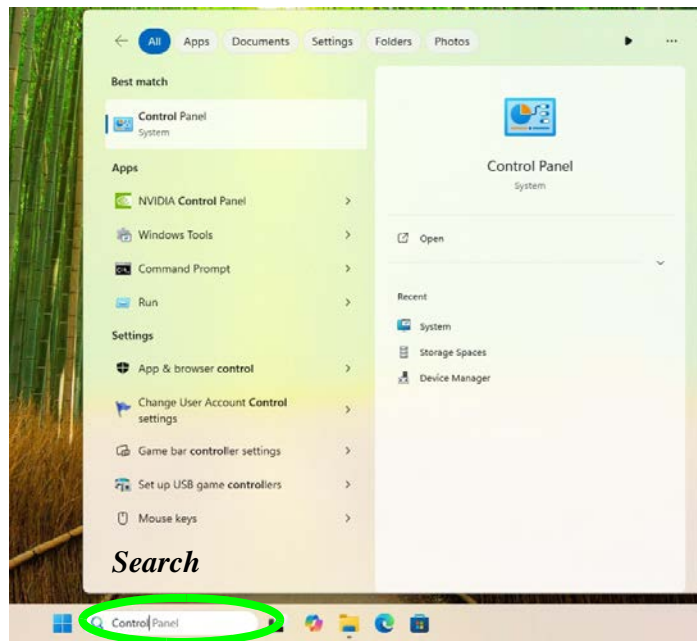 All Apps Documents Settings Folders Photos
Best match
Control Panel
System
Apps
NVIDIA Control Panel
Windows Tools
Command Prompt
Run
Settings
App & browser control
Change User Account Control
settings
Game bar controller settings
Set up USB game controllers
Mouse keys
Control Panel
System
Open
Recent
System
Storage Spaces
Device Manager
Search
Control Panel